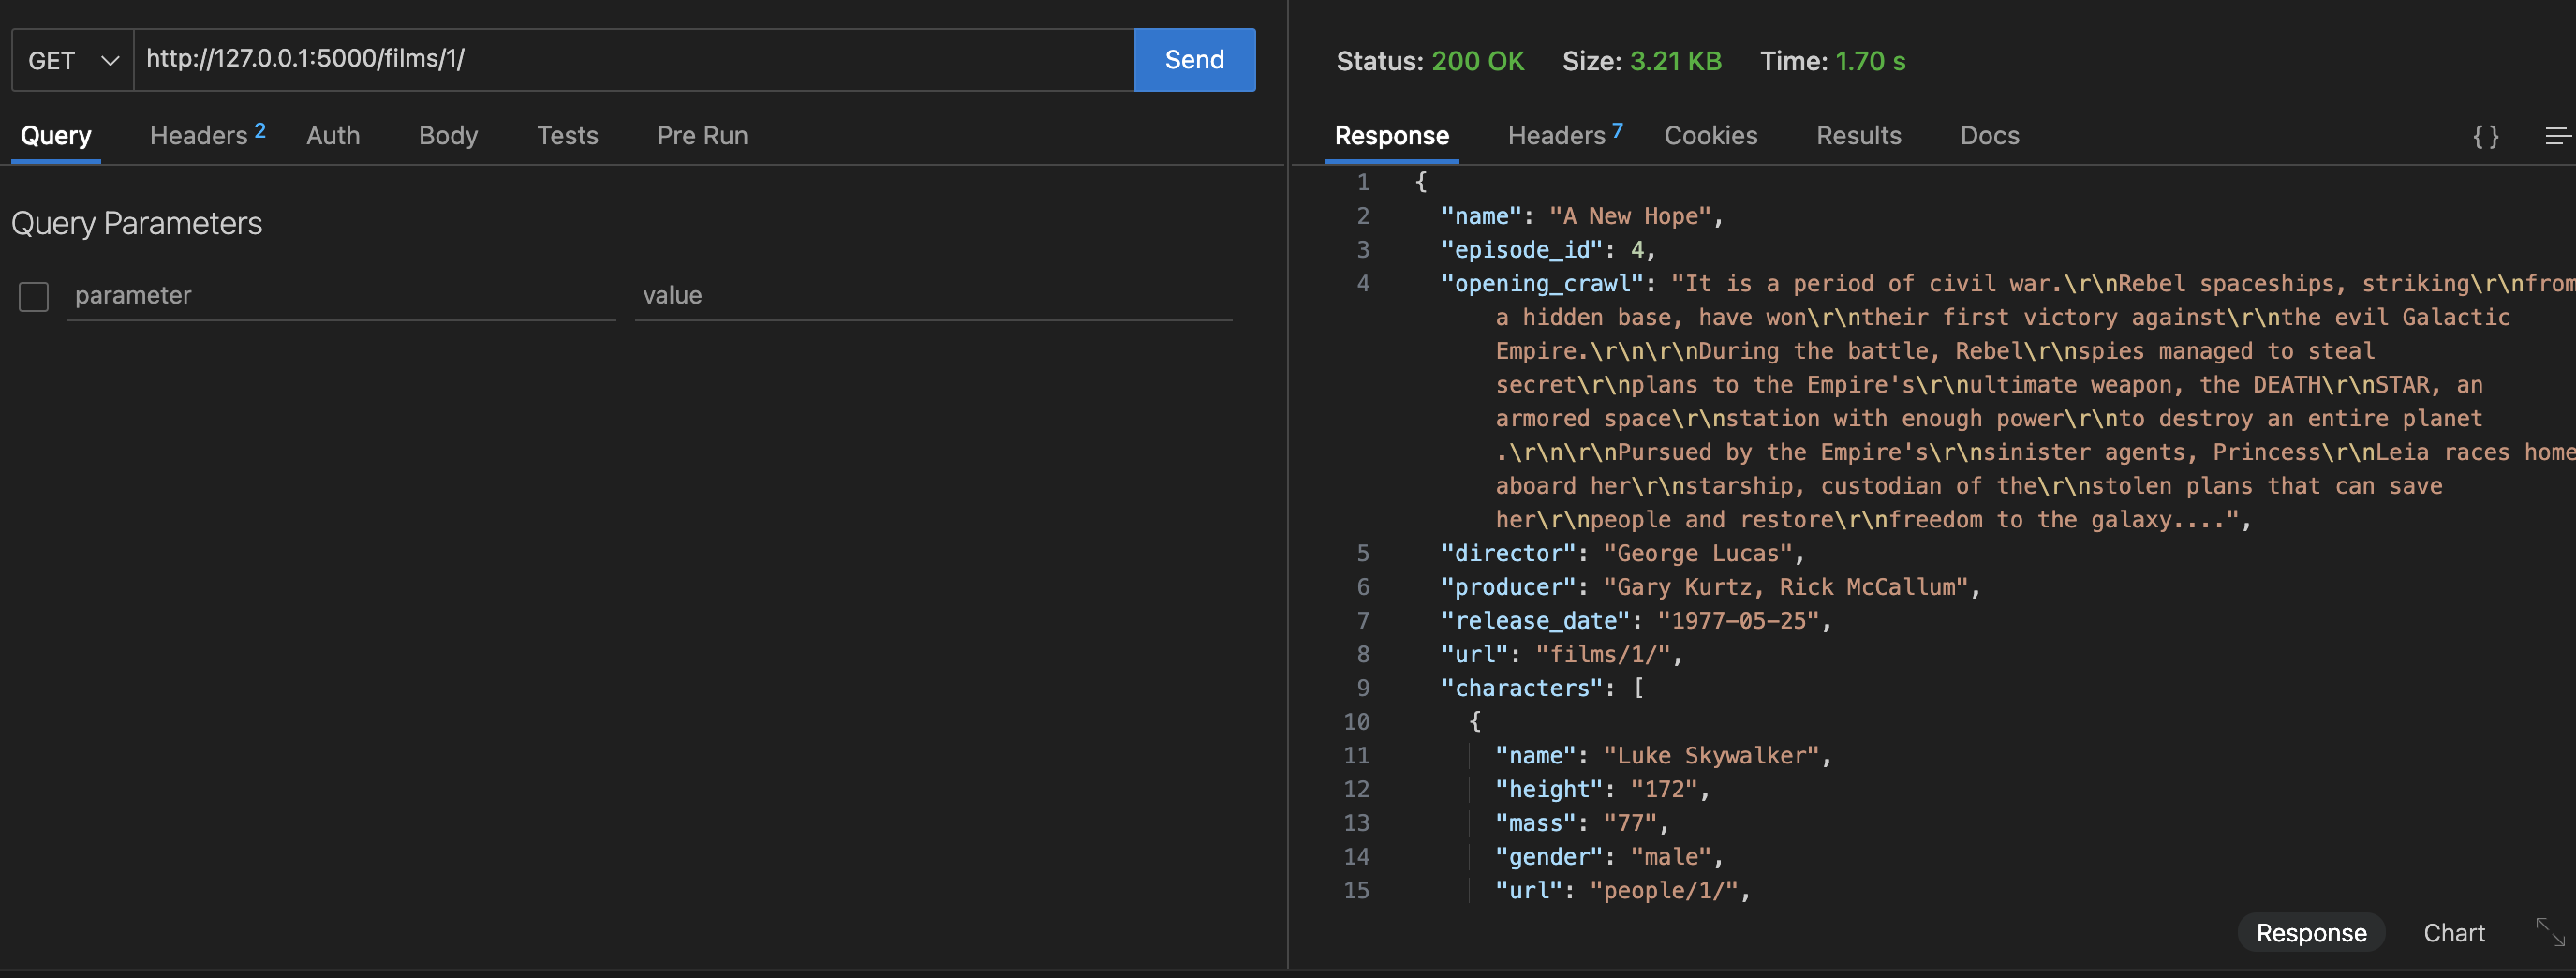 GET http://127.0.0.1:5000/films/1/ Send
Query Headers 2 Auth Body Tests Pre Run
Query Parameters
parameter value
Status: 200 OK Size: 3.21 KB Time: 1.70 s
Response Headers 7 Cookies Results Docs { }
1 {
2 "name": "A New Hope",
3 "episode_id": 4,
4 "opening_crawl": "It is a period of civil war.\r\nRebel spaceships, striking\r\nfrom
a hidden base, have won\r\ntheir first victory against\r\nthe evil Galactic
Empire.\r\n\r\nDuring the battle, Rebel\r\nspies managed to steal
secret\r\nplans to the Empire's\r\nultimate weapon, the DEATH\r\nSTAR, an
armored space\r\nstation with enough power\r\nto destroy an entire planet
.\r\n\r\nPursued by the Empire's\r\nsinister agents, Princess\r\nLeia races home
aboard her\r\nstarship, custodian of the\r\nstolen plans that can save
her\r\npeople and restore\r\nfreedom to the galaxy....",
5 "director": "George Lucas",
6 "producer": "Gary Kurtz, Rick McCallum",
7 "release_date": "1977-05-25",
8 "url": "films/1/",
9 "characters": [
10 {
11 "name": "Luke Skywalker",
12 "height": "172",
13 "mass": "77",
14 "gender": "male",
15 "url": "people/1/",
Response Chart